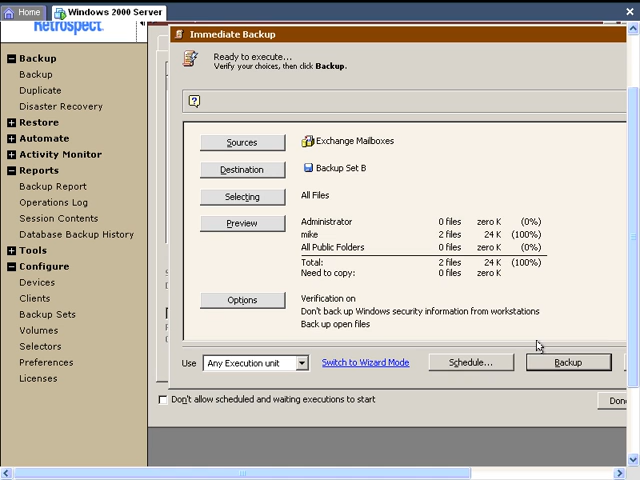 Home
Windows 2000 Server
Retrospect.
Backup
Backup
Duplicate
Disaster Recovery
Restore
Automate
Activity Monitor
Reports
Backup Report
Operations Log
Session Contents
Database Backup History
Tools
Configure
Devices
Clients
Backup Sets
Volumes
Selectors
Preferences
Licenses
Immediate Backup
Ready to execute...
Verify your choices, then click Backup.
Sources Exchange Mailboxes
Destination Backup Set B
Selecting All Files
Preview Administrator 0 files zero K (0%)
mike 2 files 24 K (100%)
All Public Folders 0 files zero K (0%)
Total: 2 files 24 K (100%)
Need to copy: 0 files zero K
Options Verification on
Don't back up Windows security information from workstations
Back up open files
Use Any Execution unit Switch to Wizard Mode Schedule... Backup
Don't allow scheduled and waiting executions to start